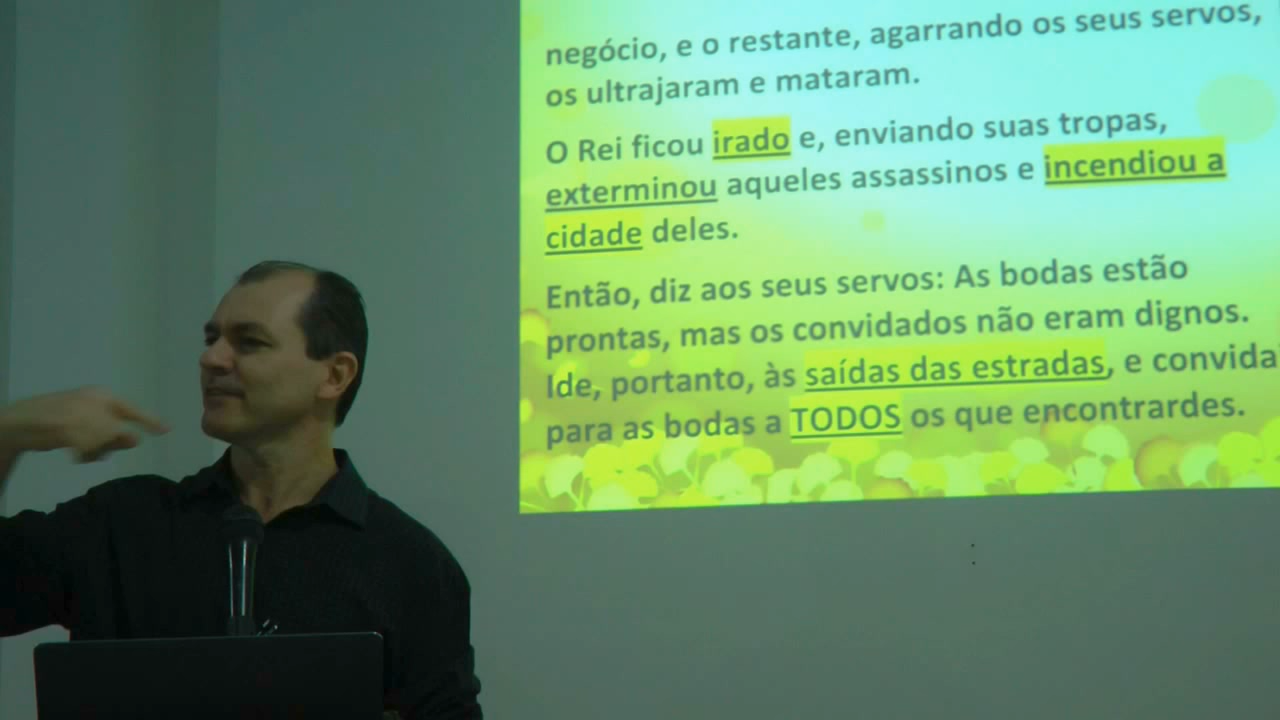 negócio, e o restante, agarrando os seus servos,
os ultrajaram e mataram.
O Rei ficou irado e, enviando suas tropas,
exterminou aqueles assassinos e incendiou a
cidade deles.
Então, diz aos seus servos: As bodas estão
prontas, mas os convidados não eram dignos.
Ide, portanto, às saídas das estradas, e convidai
para as bodas a TODOS os que encontrardes.